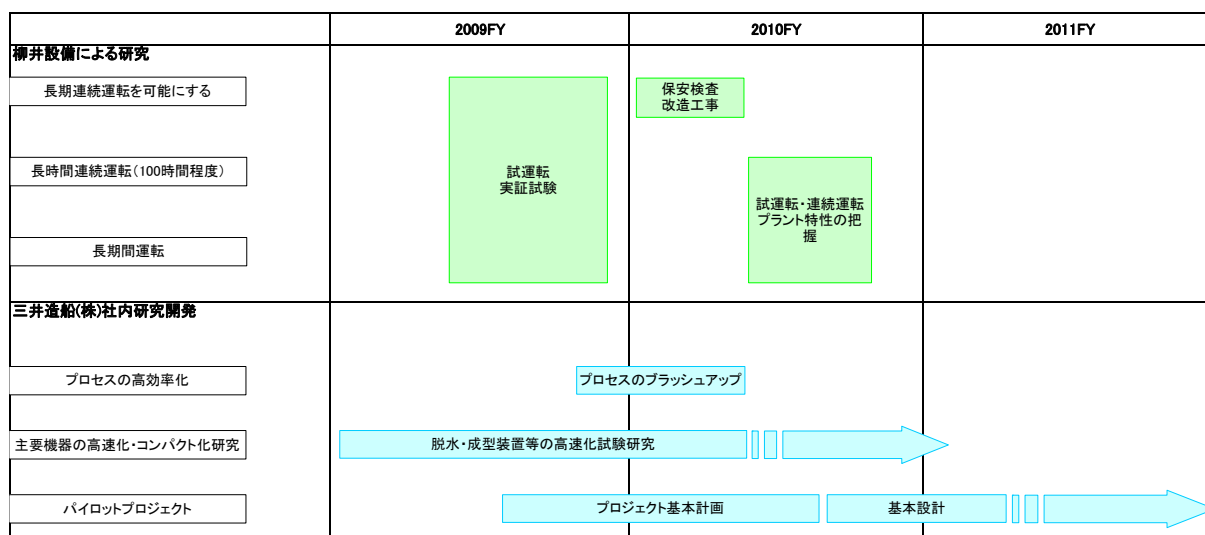 2009FY
2010FY
2011FY
柳井設備による研究
長期連続運転を可能にする
保安検査
改造工事
長時間連続運転(100時間程度)
試運転
実証試験
試運転・連続運転
プラント特性の把
握
長期間運転
三井造船(株)社内研究開発
プロセスの高効率化
プロセスのブラッシュアップ
主要機器の高速化・コンパクト化研究
脱水・成型装置等の高速化試験研究
パイロットプロジェクト
プロジェクト基本計画
基本設計